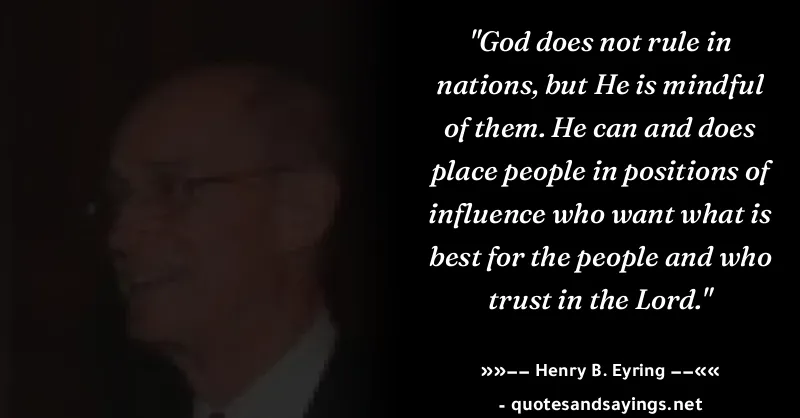 "God does not rule in
nations, but He is mindful
of them. He can and does
place people in positions of
influence who want what is
best for the people and who
trust in the Lord."
»»−− Henry B. Eyring −−««
- quotesandsayings.net